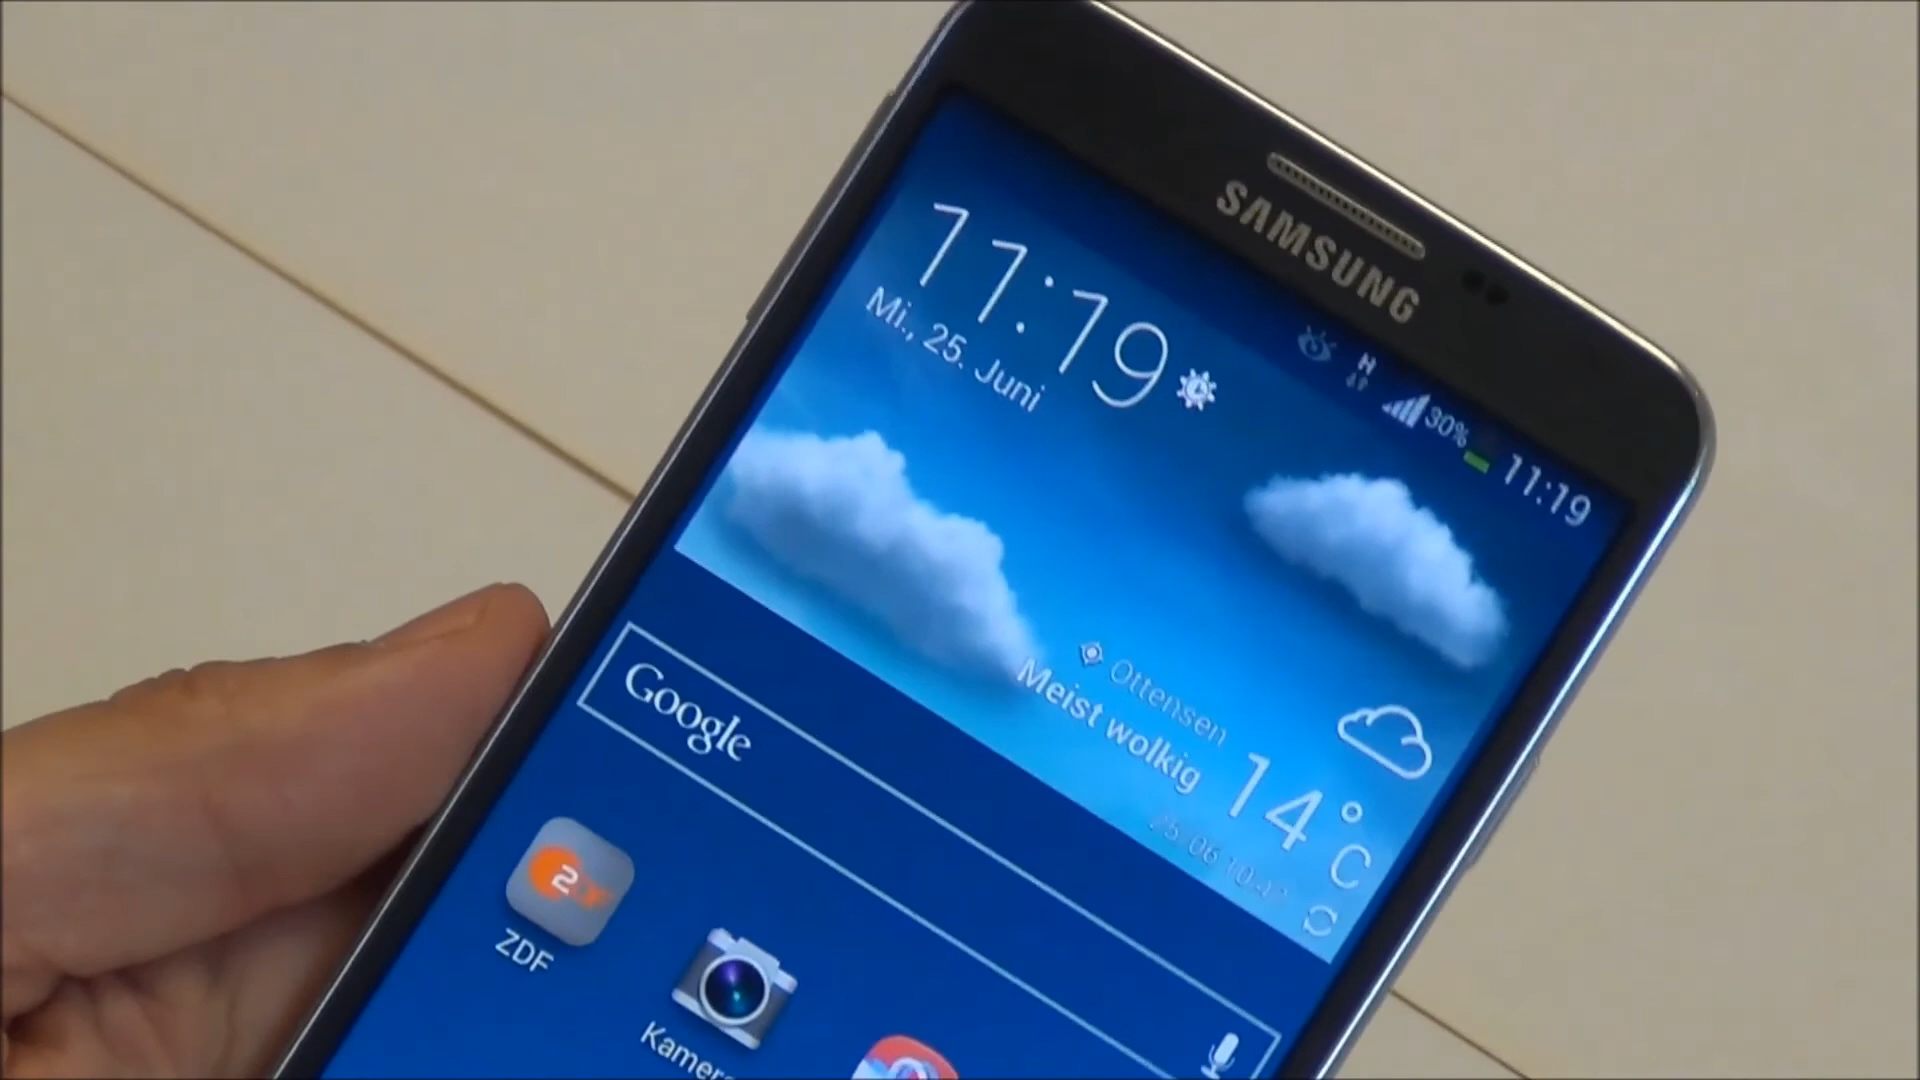 SAMSUNG
H
30%
11:19
11:19
Mi., 25. Juni
Ottensen
Meist wolkig
14°
C
Google
ZDF